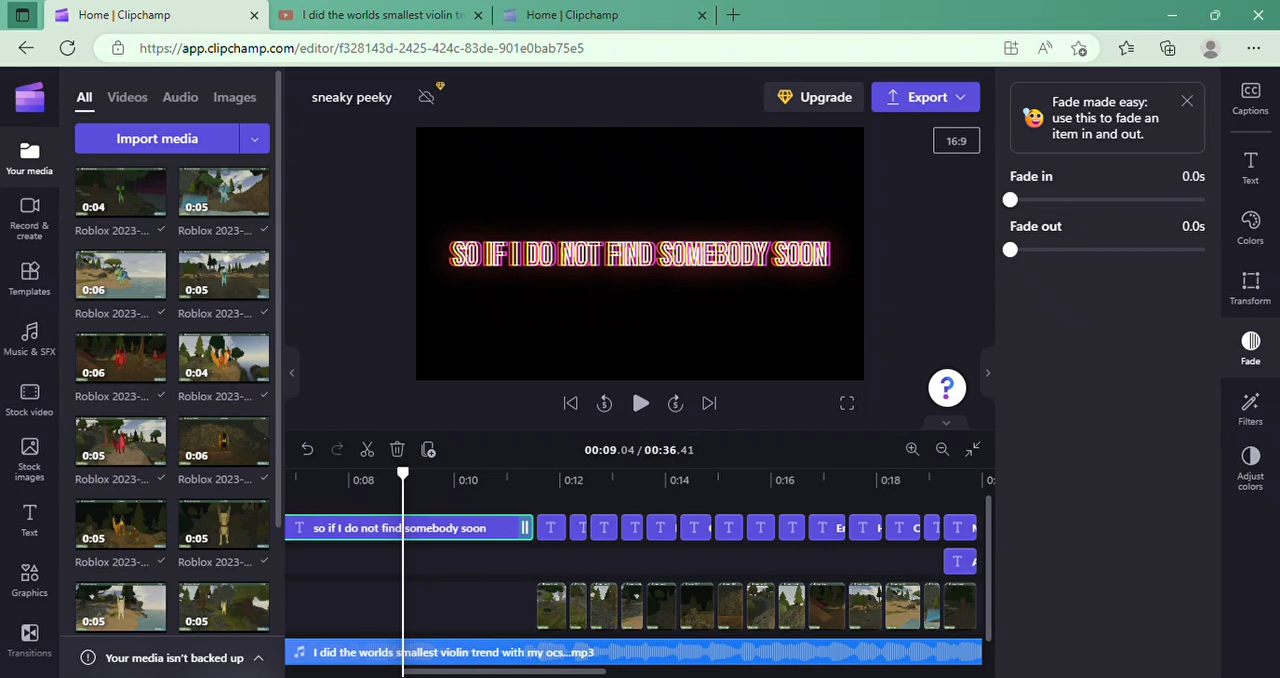 Home | Clipchamp
I did the worlds smallest violin tr
Home | Clipchamp
https://app.clipchamp.com/editor/f328143d-2425-424c-83de-901e0bab75e5
All Videos Audio Images
Import media
Your media
Record &
create
Templates
Music & SFX
Stock video
Stock
images
Text
Graphics
Transitions
0:04
0:05
Roblox 2023-...
Roblox 2023-...
0:06
0:05
Roblox 2023-...
Roblox 2023-...
0:06
0:04
Roblox 2023-...
Roblox 2023-...
0:05
0:06
Roblox 2023-...
Roblox 2023-...
0:05
0:05
Roblox 2023-...
Roblox 2023-...
0:05
0:05
Your media isn't backed up
sneaky peeky
Upgrade
Export
16:9
SO IF I DO NOT FIND SOMEBODY SOON
5
5
?
00:09.04 / 00:36.41
0:08
0:10
0:12
0:14
0:16
0:18
0:
T so if I do not find somebody soon
T T T T T T T T T T Er T H T C T T
T
I did the worlds smallest violin trend with my ocs...mp3
Fade made easy:
use this to fade an
item in and out.
Fade in 0.0s
Fade out 0.0s
CC
Captions
Text
Colors
Transform
Fade
Filters
Adjust
colors